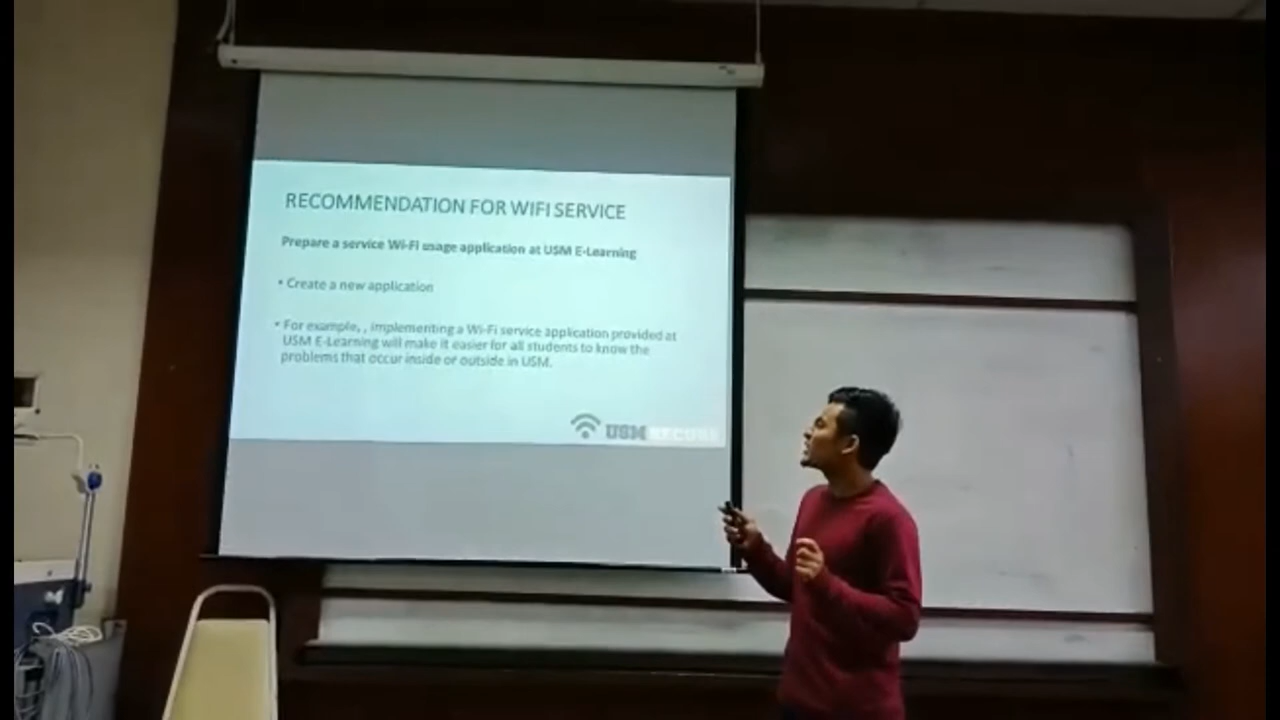 RECOMMENDATION FOR WIFI SERVICE
Prepare a service Wi-Fi usage application at USM E-Learning
• Create a new application
• For example, , implementing a Wi-Fi service application provided at
USM E-Learning will make it easier for all students to know the
problems that occur inside or outside in USM.
USM SECURE